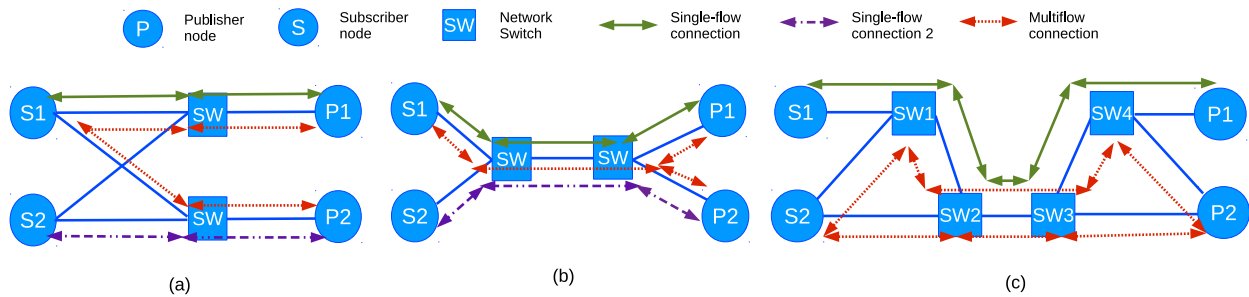 P
Publisher
node
S
Subscriber
node
SW
Network
Switch
Single-flow
connection
Single-flow
connection 2
Multiflow
connection
S1
SW
P1
S2
SW
P2
(a)
S1
P1
SW
SW
S2
P2
(b)
S1
SW1
SW4
P1
S2
SW2
SW3
P2
(c)